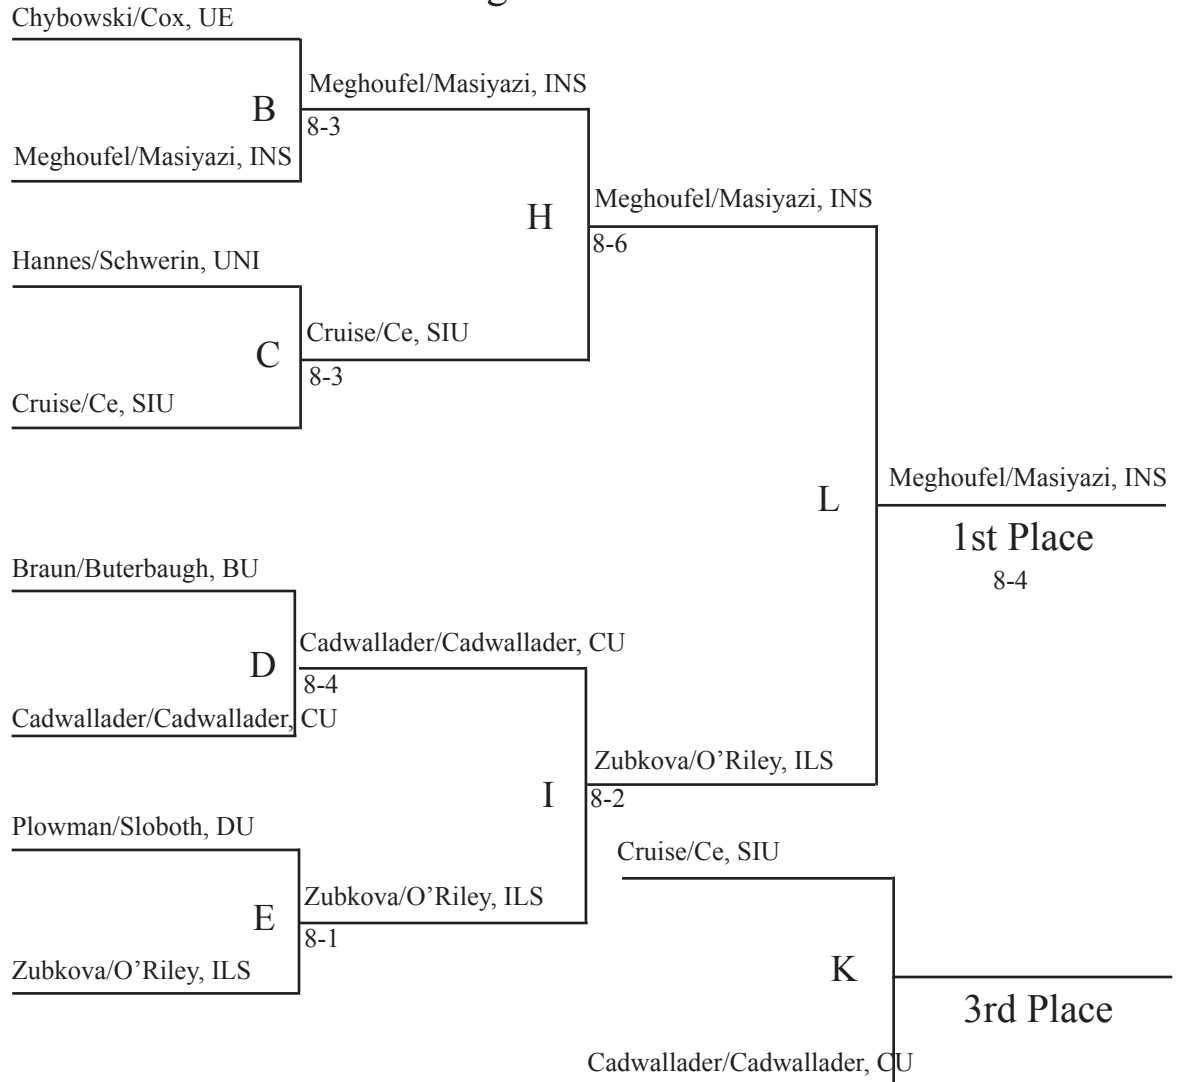 Chybowski/Cox, UE
Meghoufel/Masiyazi, INS
B
8-3
Meghoufel/Masiyazi, INS
Meghoufel/Masiyazi, INS
H
8-6
Hannes/Schwerin, UNI
Cruise/Ce, SIU
C
8-3
Cruise/Ce, SIU
Meghoufel/Masiyazi, INS
L
1st Place
8-4
Braun/Buterbaugh, BU
Cadwallader/Cadwallader, CU
D
8-4
Cadwallader/Cadwallader, CU
Zubkova/O’Riley, ILS
I
8-2
Plowman/Sloboth, DU
Cruise/Ce, SIU
Zubkova/O’Riley, ILS
E
8-1
Zubkova/O’Riley, ILS
K
3rd Place
Cadwallader/Cadwallader, CU